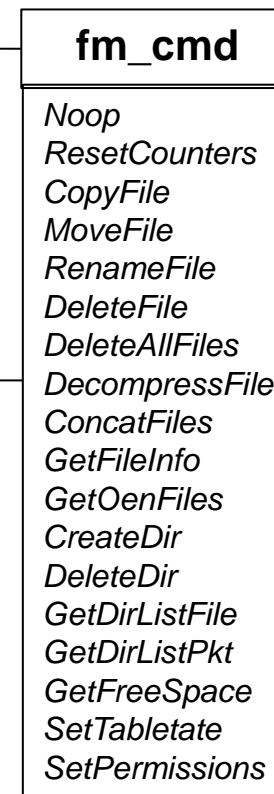 fm_cmd
Noop
ResetCounters
CopyFile
MoveFile
RenameFile
DeleteFile
DeleteAllFiles
DecompressFile
ConcatFiles
GetFileInfo
GetOenFiles
CreateDir
DeleteDir
GetDirListFile
GetDirListPkt
GetFreeSpace
SetTabletate
SetPermissions